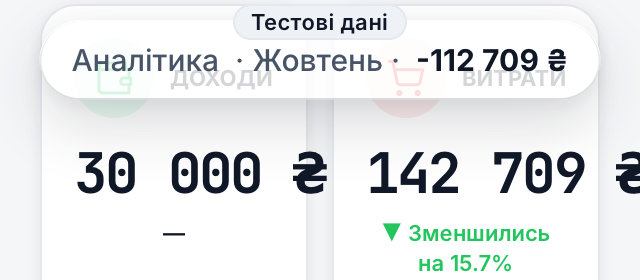 Тестові дані
Аналітика · Жовтень · -112 709 ₴
ДОХОДИ ВИТРАТИ
30 000 ₴ 142 709 ₴
— ▼ Зменшились
на 15.7%